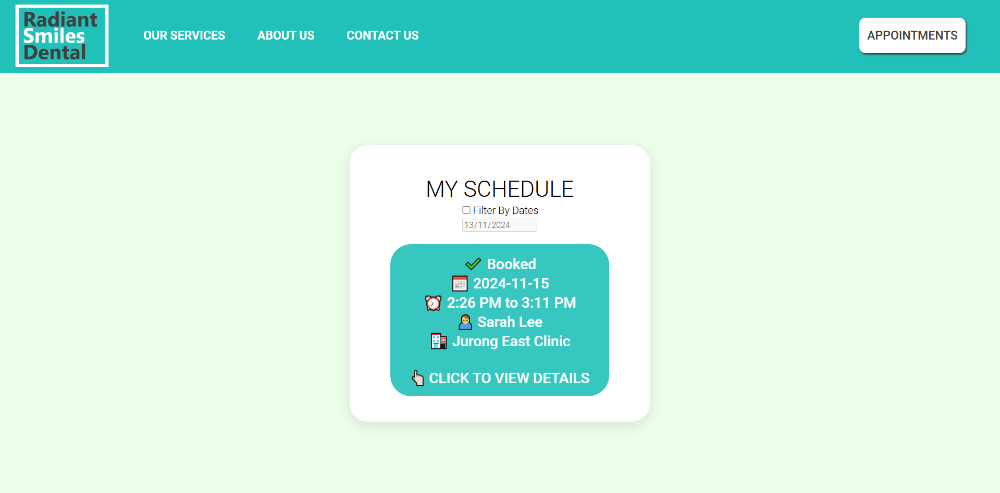 Radiant
Smiles
Dental
OUR SERVICES
ABOUT US
CONTACT US
APPOINTMENTS
MY SCHEDULE
Filter By Dates
13/11/2024
Booked
2024-11-15
2:26 PM to 3:11 PM
Sarah Lee
Jurong East Clinic
CLICK TO VIEW DETAILS